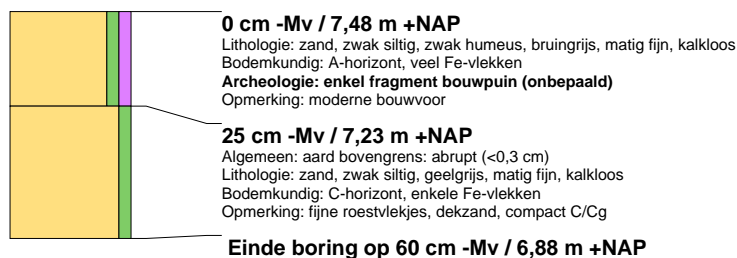 0 cm -Mv / 7,48 m +NAP
Lithologie: zand, zwak siltig, zwak humeus, bruingrijs, matig fijn, kalkloos
Bodemkundig: A-horizont, veel Fe-vlekken
Archeologie: enkel fragment bouwpuin (onbepaald)
Opmerking: moderne bouwvoor
25 cm -Mv / 7,23 m +NAP
Algemeen: aard bovengrens: abrupt (<0,3 cm)
Lithologie: zand, zwak siltig, geelgrijs, matig fijn, kalkloos
Bodemkundig: C-horizont, enkele Fe-vlekken
Opmerking: fijne roestvlekjes, dekzand, compact C/Cg
Einde boring op 60 cm -Mv / 6,88 m +NAP